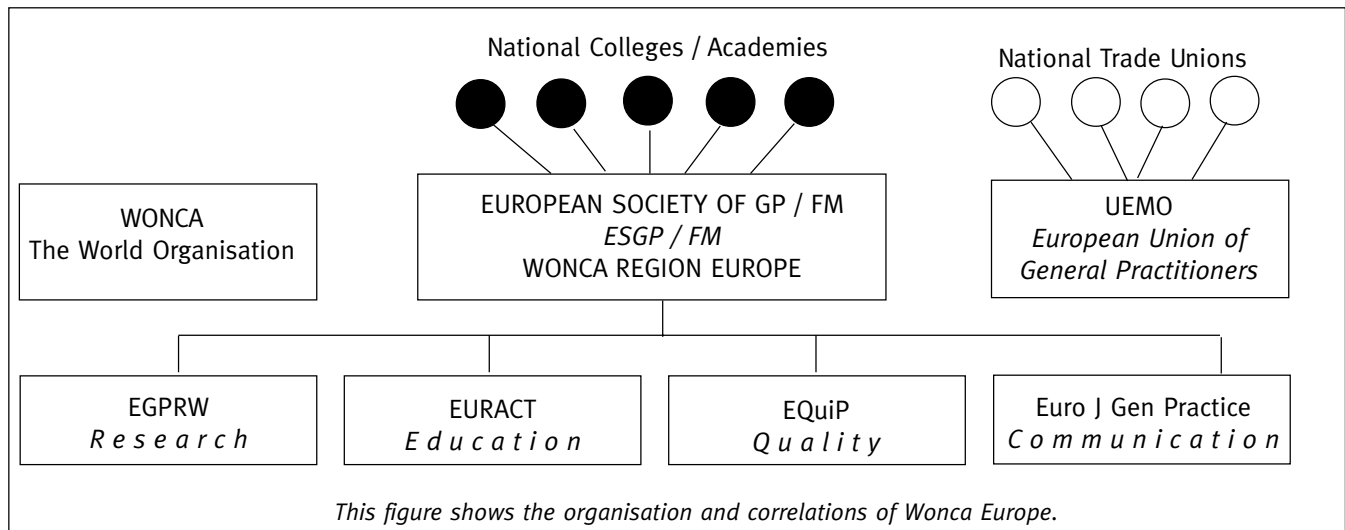 National Colleges / Academies
National Trade Unions
WONCA
The World Organisation
EUROPEAN SOCIETY OF GP / FM
ESGP / FM
WONCA REGION EUROPE
UEMO
European Union of
General Practitioners
EGPRW
Research
EURACT
Education
EQuiP
Quality
Euro J Gen Practice
Communication
This figure shows the organisation and correlations of Wonca Europe.